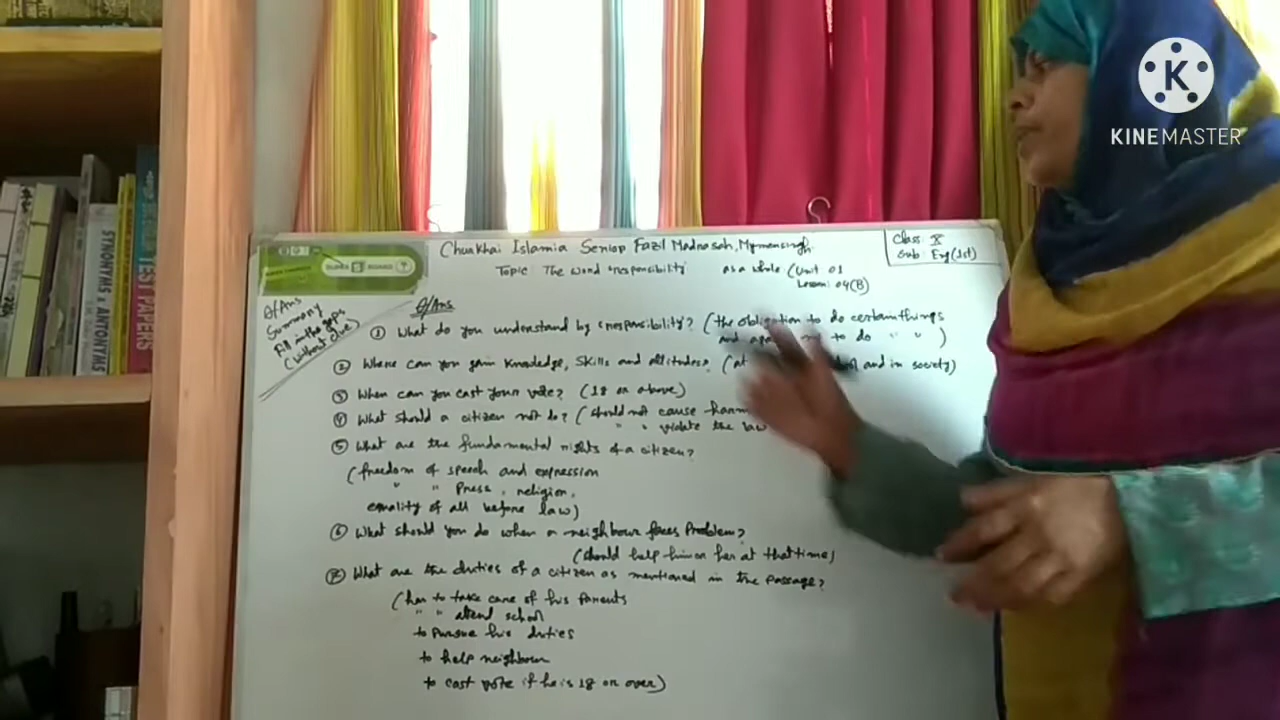 KINEMASTER
Churkhai Islamia Senior Fazil Madrasah, Mymensingh.
Class: X
Sub: Eng(1st)
Topic The word "responsibility" as a whole (Unit 01
Lesson: 04(B)
Q/Ans
Summary
Fill in the gaps
(without clue)
Q/Ans
① What do you understand by "responsibility"? (the obligation to do certain things
and not to do " " )
② Where can you gain knowledge, skills and attitudes, (at and in society)
③ When can you cast your vote? (18 or above)
④ What should a citizen not do? (should not cause harm
" " violate the law
⑤ What are the fundamental rights of a citizen?
(freedom of speech and expression
" " Press, religion,
equality of all before law)
⑥ What should you do when a neighbour faces Problem?
(should help him or her at that time)
⑦ What are the duties of a citizen as mentioned in the passage?
(has to take care of his parents
" " attend school
to pursue his duties
to help neighbour
to cast vote if he is 18 or over)
SYNONYMS & ANTONYMS
TEST PAPERS